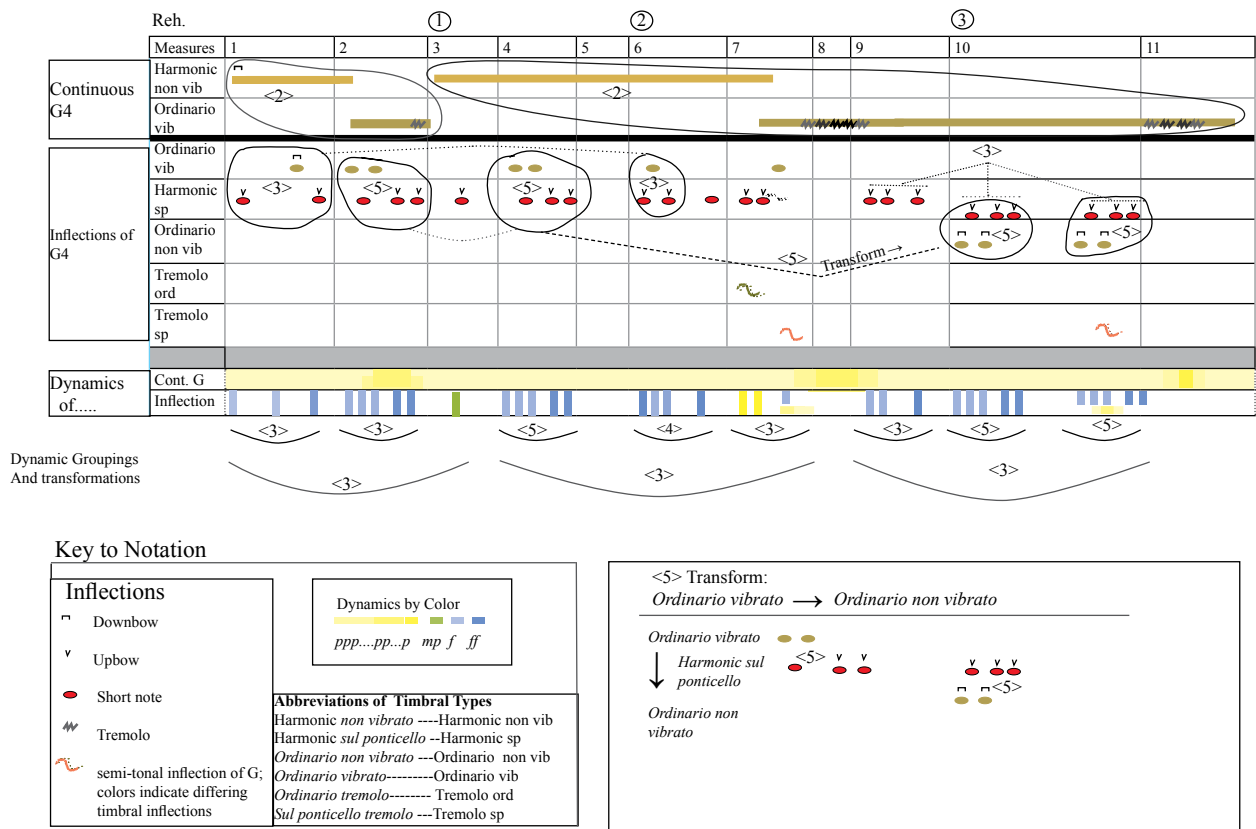 Reh. 1 2 3
Measures 1 2 3 4 5 6 7 8 9 10 11
Continuous
G4
Harmonic
non vib
<2>
<2>
Ordinario
vib
Inflections of
G4
Ordinario
vib
<3>
<3>
<5>
<5>
<3>
Harmonic
sp
Ordinario
non vib
<5>
<5>
<5>
Transform →
Tremolo
ord
Tremolo
sp
Dynamics
of.....
Cont. G
Inflection
<3> <3> <5> <4> <3> <3> <5> <5>
Dynamic Groupings
And transformations
<3> <3> <3>
Key to Notation
Inflections
Downbow
Upbow
Short note
Tremolo
semi-tonal inflection of G;
colors indicate differing
timbral inflections
Dynamics by Color
ppp....pp...p mp f ff
Abbreviations of Timbral Types
Harmonic non vibrato ----Harmonic non vib
Harmonic sul ponticello --Harmonic sp
Ordinario non vibrato ---Ordinario non vib
Ordinario vibrato---------Ordinario vib
Ordinario tremolo-------- Tremolo ord
Sul ponticello tremolo ---Tremolo sp
<5> Transform:
Ordinario vibrato → Ordinario non vibrato
Ordinario vibrato
Harmonic sul
ponticello
<5>
<5>
Ordinario non
vibrato